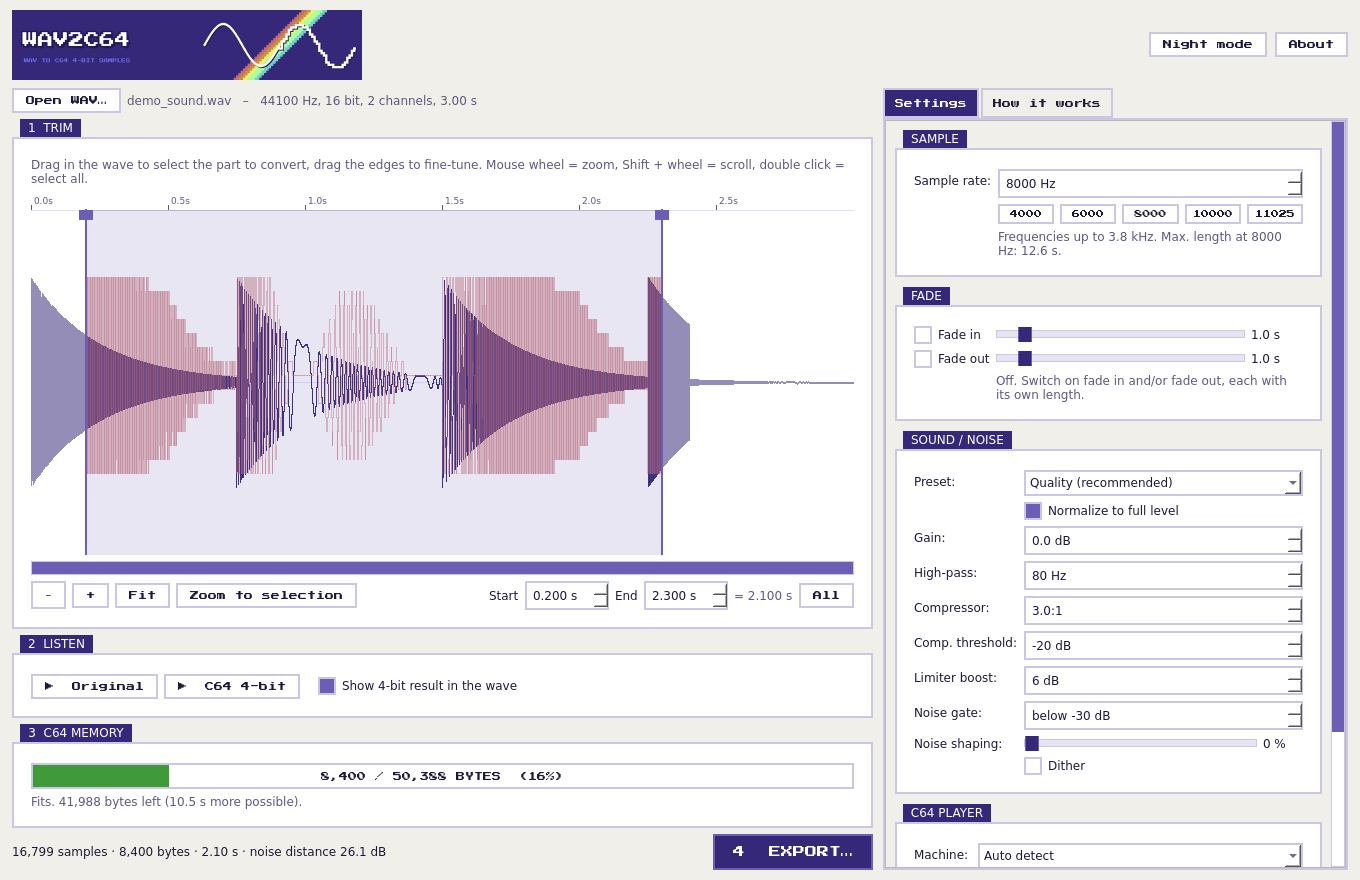 WAV2C64
WAV TO C64 4-BIT SAMPLES
Night mode
About
Open WAV…
demo_sound.wav – 44100 Hz, 16 bit, 2 channels, 3.00 s
1 TRIM
Drag in the wave to select the part to convert, drag the edges to fine-tune. Mouse wheel = zoom, Shift + wheel = scroll, double click =
select all.
0.0s 0.5s 1.0s 1.5s 2.0s 2.5s
- + Fit Zoom to selection Start 0.200 s End 2.300 s = 2.100 s All
2 LISTEN
▶ Original ▶ C64 4-bit Show 4-bit result in the wave
3 C64 MEMORY
8,400 / 50,388 BYTES (16%)
Fits. 41,988 bytes left (10.5 s more possible).
16,799 samples · 8,400 bytes · 2.10 s · noise distance 26.1 dB
4 EXPORT…
Settings
How it works
SAMPLE
Sample rate: 8000 Hz
4000 6000 8000 10000 11025
Frequencies up to 3.8 kHz. Max. length at 8000
Hz: 12.6 s.
FADE
Fade in 1.0 s
Fade out 1.0 s
Off. Switch on fade in and/or fade out, each with
its own length.
SOUND / NOISE
Preset: Quality (recommended)
Normalize to full level
Gain: 0.0 dB
High-pass: 80 Hz
Compressor: 3.0:1
Comp. threshold: -20 dB
Limiter boost: 6 dB
Noise gate: below -30 dB
Noise shaping: 0 %
Dither
C64 PLAYER
Machine: Auto detect